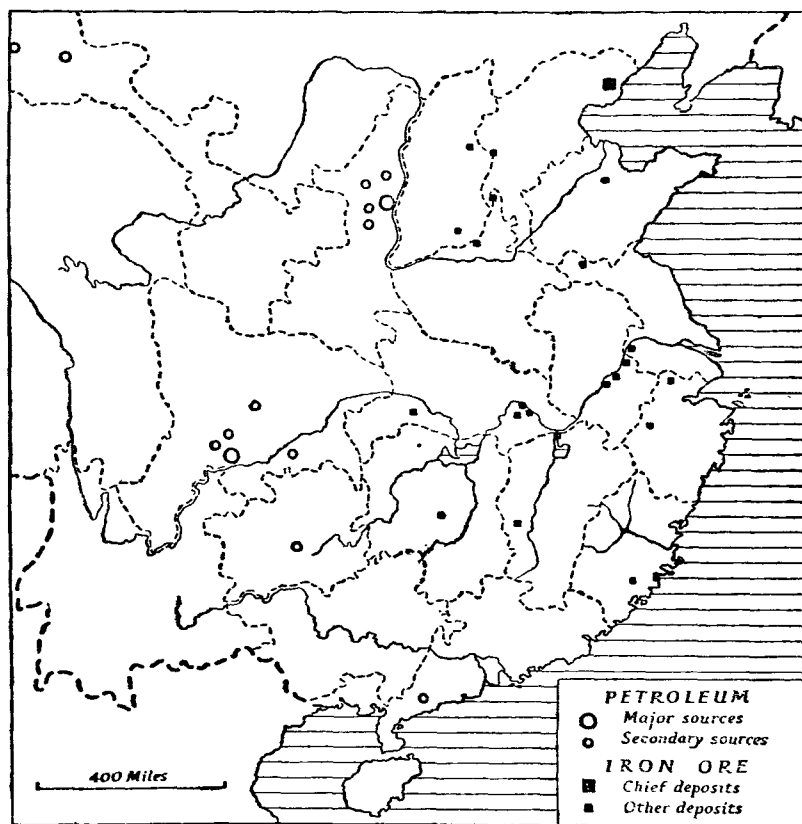 400 Miles
PETROLEUM
Major sources
Secondary sources
IRON ORE
Chief deposits
Other deposits